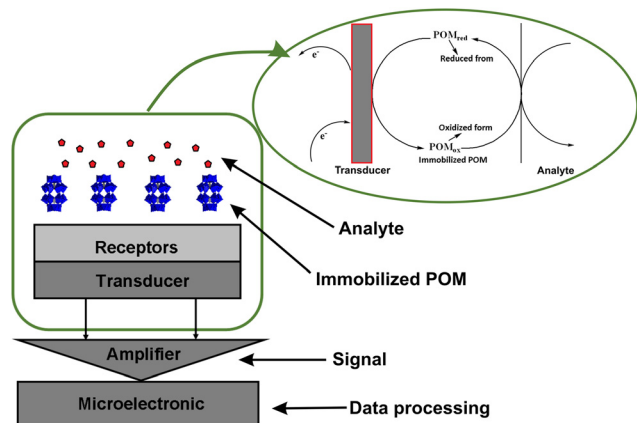 e-
POMred
Reduced from
Oxidized form
e-
POMox
Immobilized POM
Transducer
Analyte
Analyte
Receptors
Immobilized POM
Transducer
Amplifier
Signal
Microelectronic
Data processing